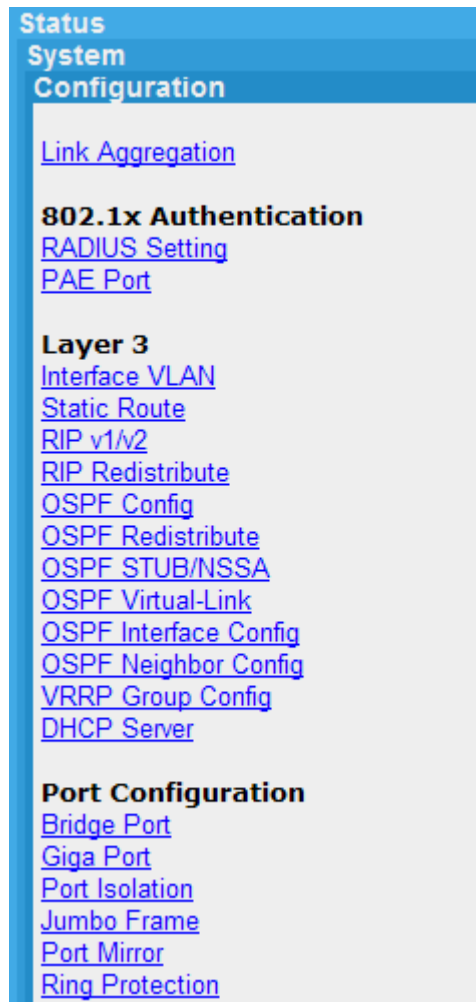 Status
System
Configuration
Link Aggregation
802.1x Authentication
RADIUS Setting
PAE Port
Layer 3
Interface VLAN
Static Route
RIP v1/v2
RIP Redistribute
OSPF Config
OSPF Redistribute
OSPF STUB/NSSA
OSPF Virtual-Link
OSPF Interface Config
OSPF Neighbor Config
VRRP Group Config
DHCP Server
Port Configuration
Bridge Port
Giga Port
Port Isolation
Jumbo Frame
Port Mirror
Ring Protection